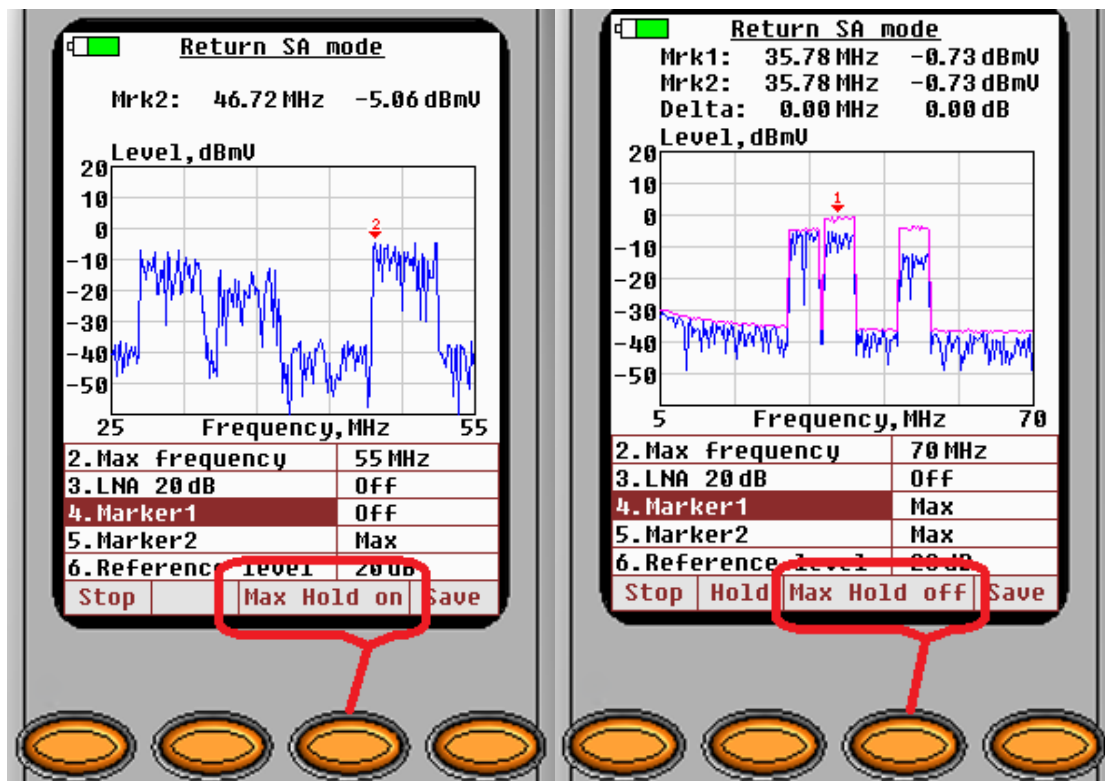 Return SA mode
Mrk2: 46.72 MHz -5.06 dBmV
Level,dBmV
20
10
0
-10
-20
-30
-40
-50
2
25 Frequency,MHz 55
2.Max frequency 55 MHz
3.LNA 20 dB Off
4.Marker1 Off
5.Marker2 Max
6.Reference level 20 dB
Stop Max Hold on Save
Return SA mode
Mrk1: 35.78 MHz -0.73 dBmV
Mrk2: 35.78 MHz -0.73 dBmV
Delta: 0.00 MHz 0.00 dB
Level,dBmV
20
10
0
-10
-20
-30
-40
-50
1
5 Frequency,MHz 70
2.Max frequency 70 MHz
3.LNA 20 dB Off
4.Marker1 Max
5.Marker2 Max
6.Reference level 20 dB
Stop Hold Max Hold off Save